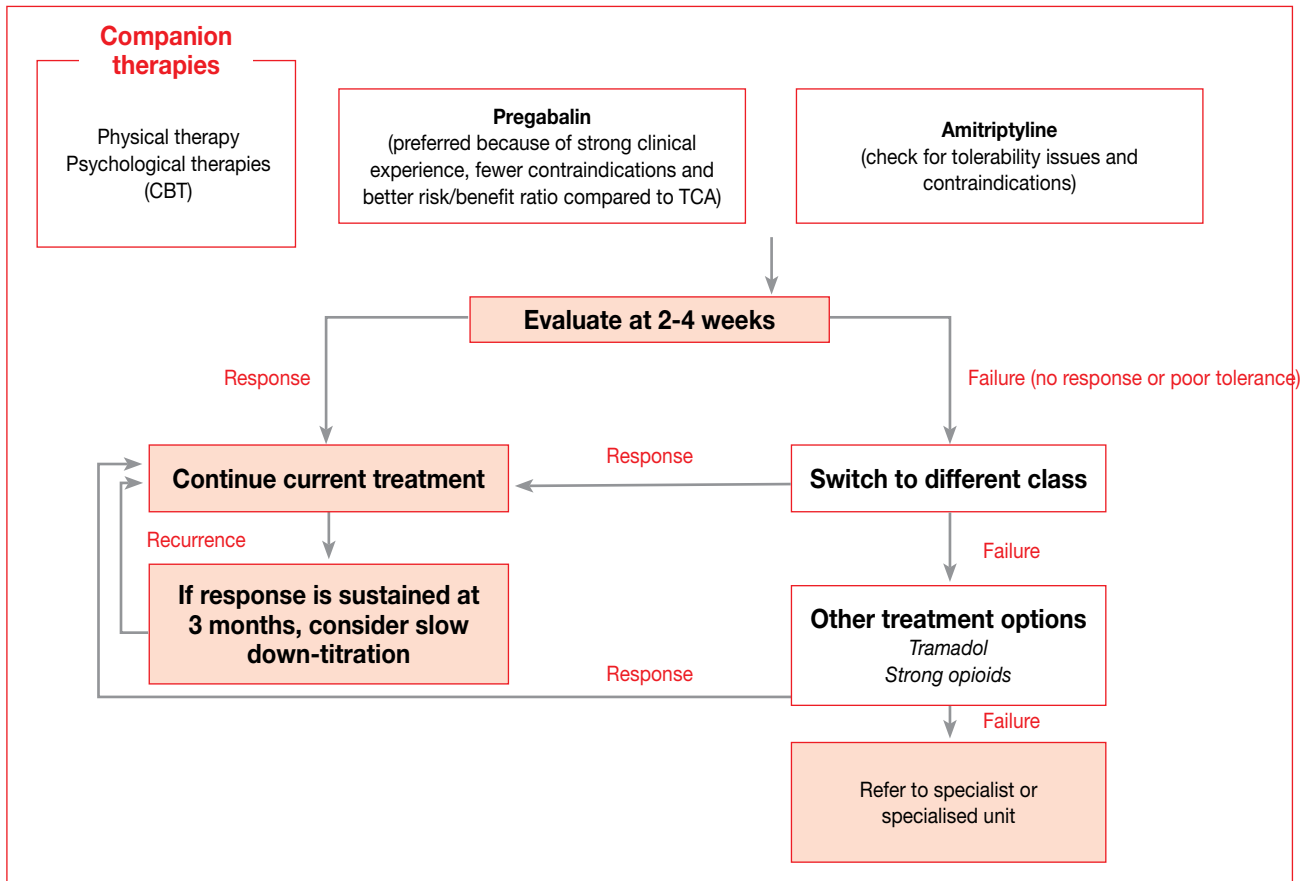 Companion
therapies
Physical therapy
Psychological therapies
(CBT)
Pregabalin
(preferred because of strong clinical
experience, fewer contraindications and
better risk/benefit ratio compared to TCA)
Amitriptyline
(check for tolerability issues and
contraindications)
Evaluate at 2-4 weeks
Response
Failure (no response or poor tolerance)
Continue current treatment
Response
Switch to different class
Recurrence
Failure
If response is sustained at
3 months, consider slow
down-titration
Other treatment options
Tramadol
Strong opioids
Response
Failure
Refer to specialist or
specialised unit